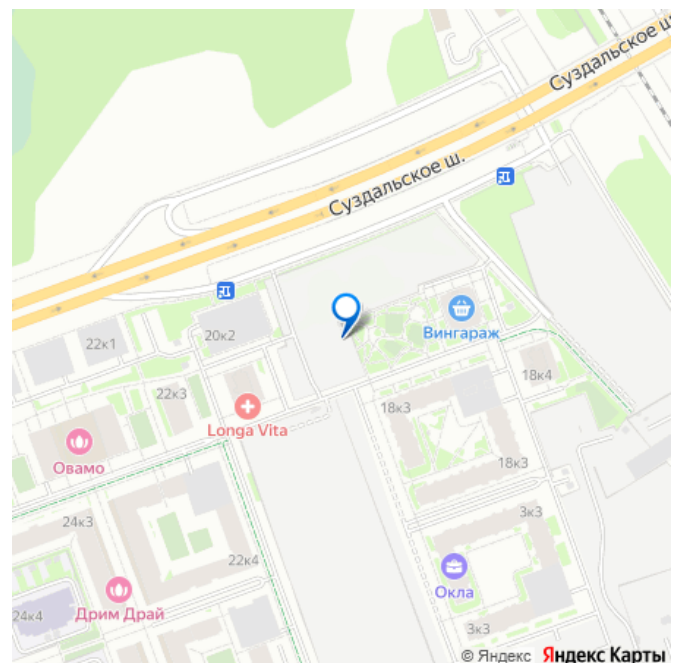 Суздальское ш
Суздальское ш.
22к1
20к2
Вингараж
22к3
18к4
18к3
Longa Vita
Овамо
18к3
24к3
3к3
22к4
Окла
24к4
Дрим Драй
3к3
© Яндекс Яндекс Карты